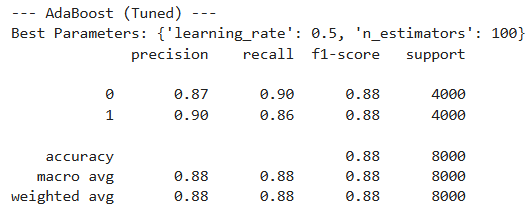 --- AdaBoost (Tuned) ---
Best Parameters: {'learning_rate': 0.5, 'n_estimators': 100}
precision recall f1-score support
0 0.87 0.90 0.88 4000
1 0.90 0.86 0.88 4000
accuracy 0.88 8000
macro avg 0.88 0.88 0.88 8000
weighted avg 0.88 0.88 0.88 8000